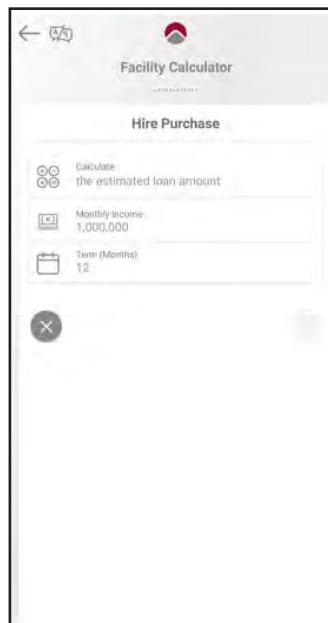 Facility Calculator
Hire Purchase
Calculate
the estimated loan amount
Monthly Income
1,000,000
Term (Months)
12